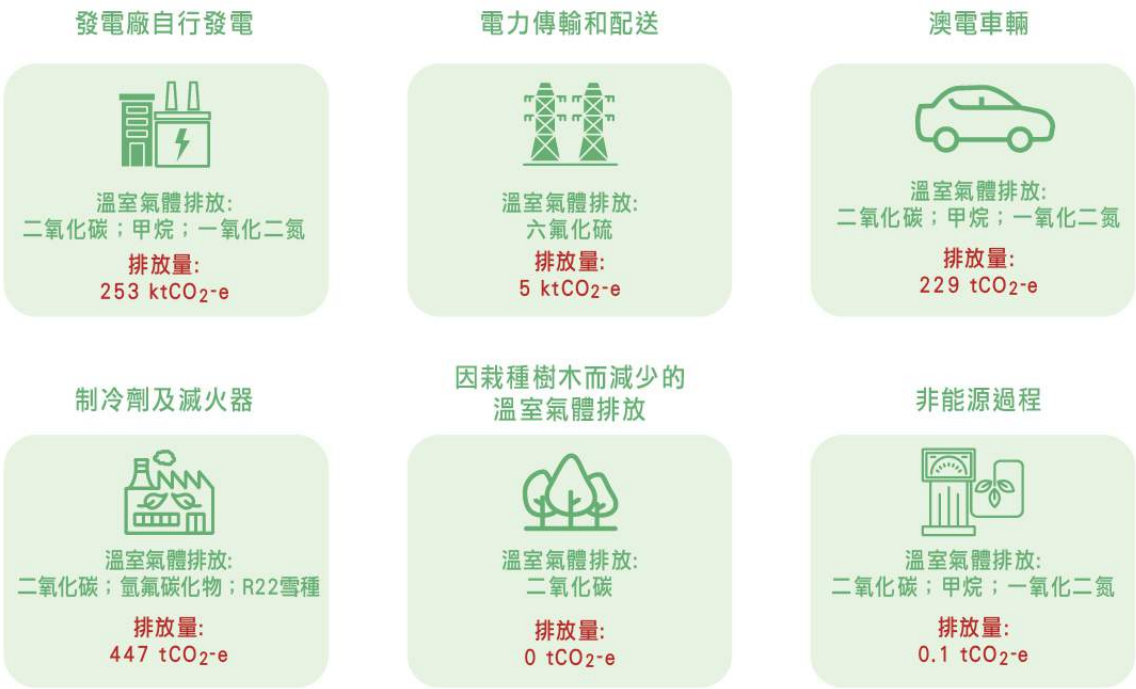 發電廠自行發電
溫室氣體排放:
二氧化碳；甲烷；一氧化二氮
排放量:
253 ktCO2-e
電力傳輸和配送
溫室氣體排放:
六氟化硫
排放量:
5 ktCO2-e
澳電車輛
溫室氣體排放:
二氧化碳；甲烷；一氧化二氮
排放量:
229 tCO2-e
制冷劑及滅火器
溫室氣體排放:
二氧化碳；氫氟碳化物；R22雪種
排放量:
447 tCO2-e
因栽種樹木而減少的
溫室氣體排放
溫室氣體排放:
二氧化碳
排放量:
0 tCO2-e
非能源過程
溫室氣體排放:
二氧化碳；甲烷；一氧化二氮
排放量:
0.1 tCO2-e